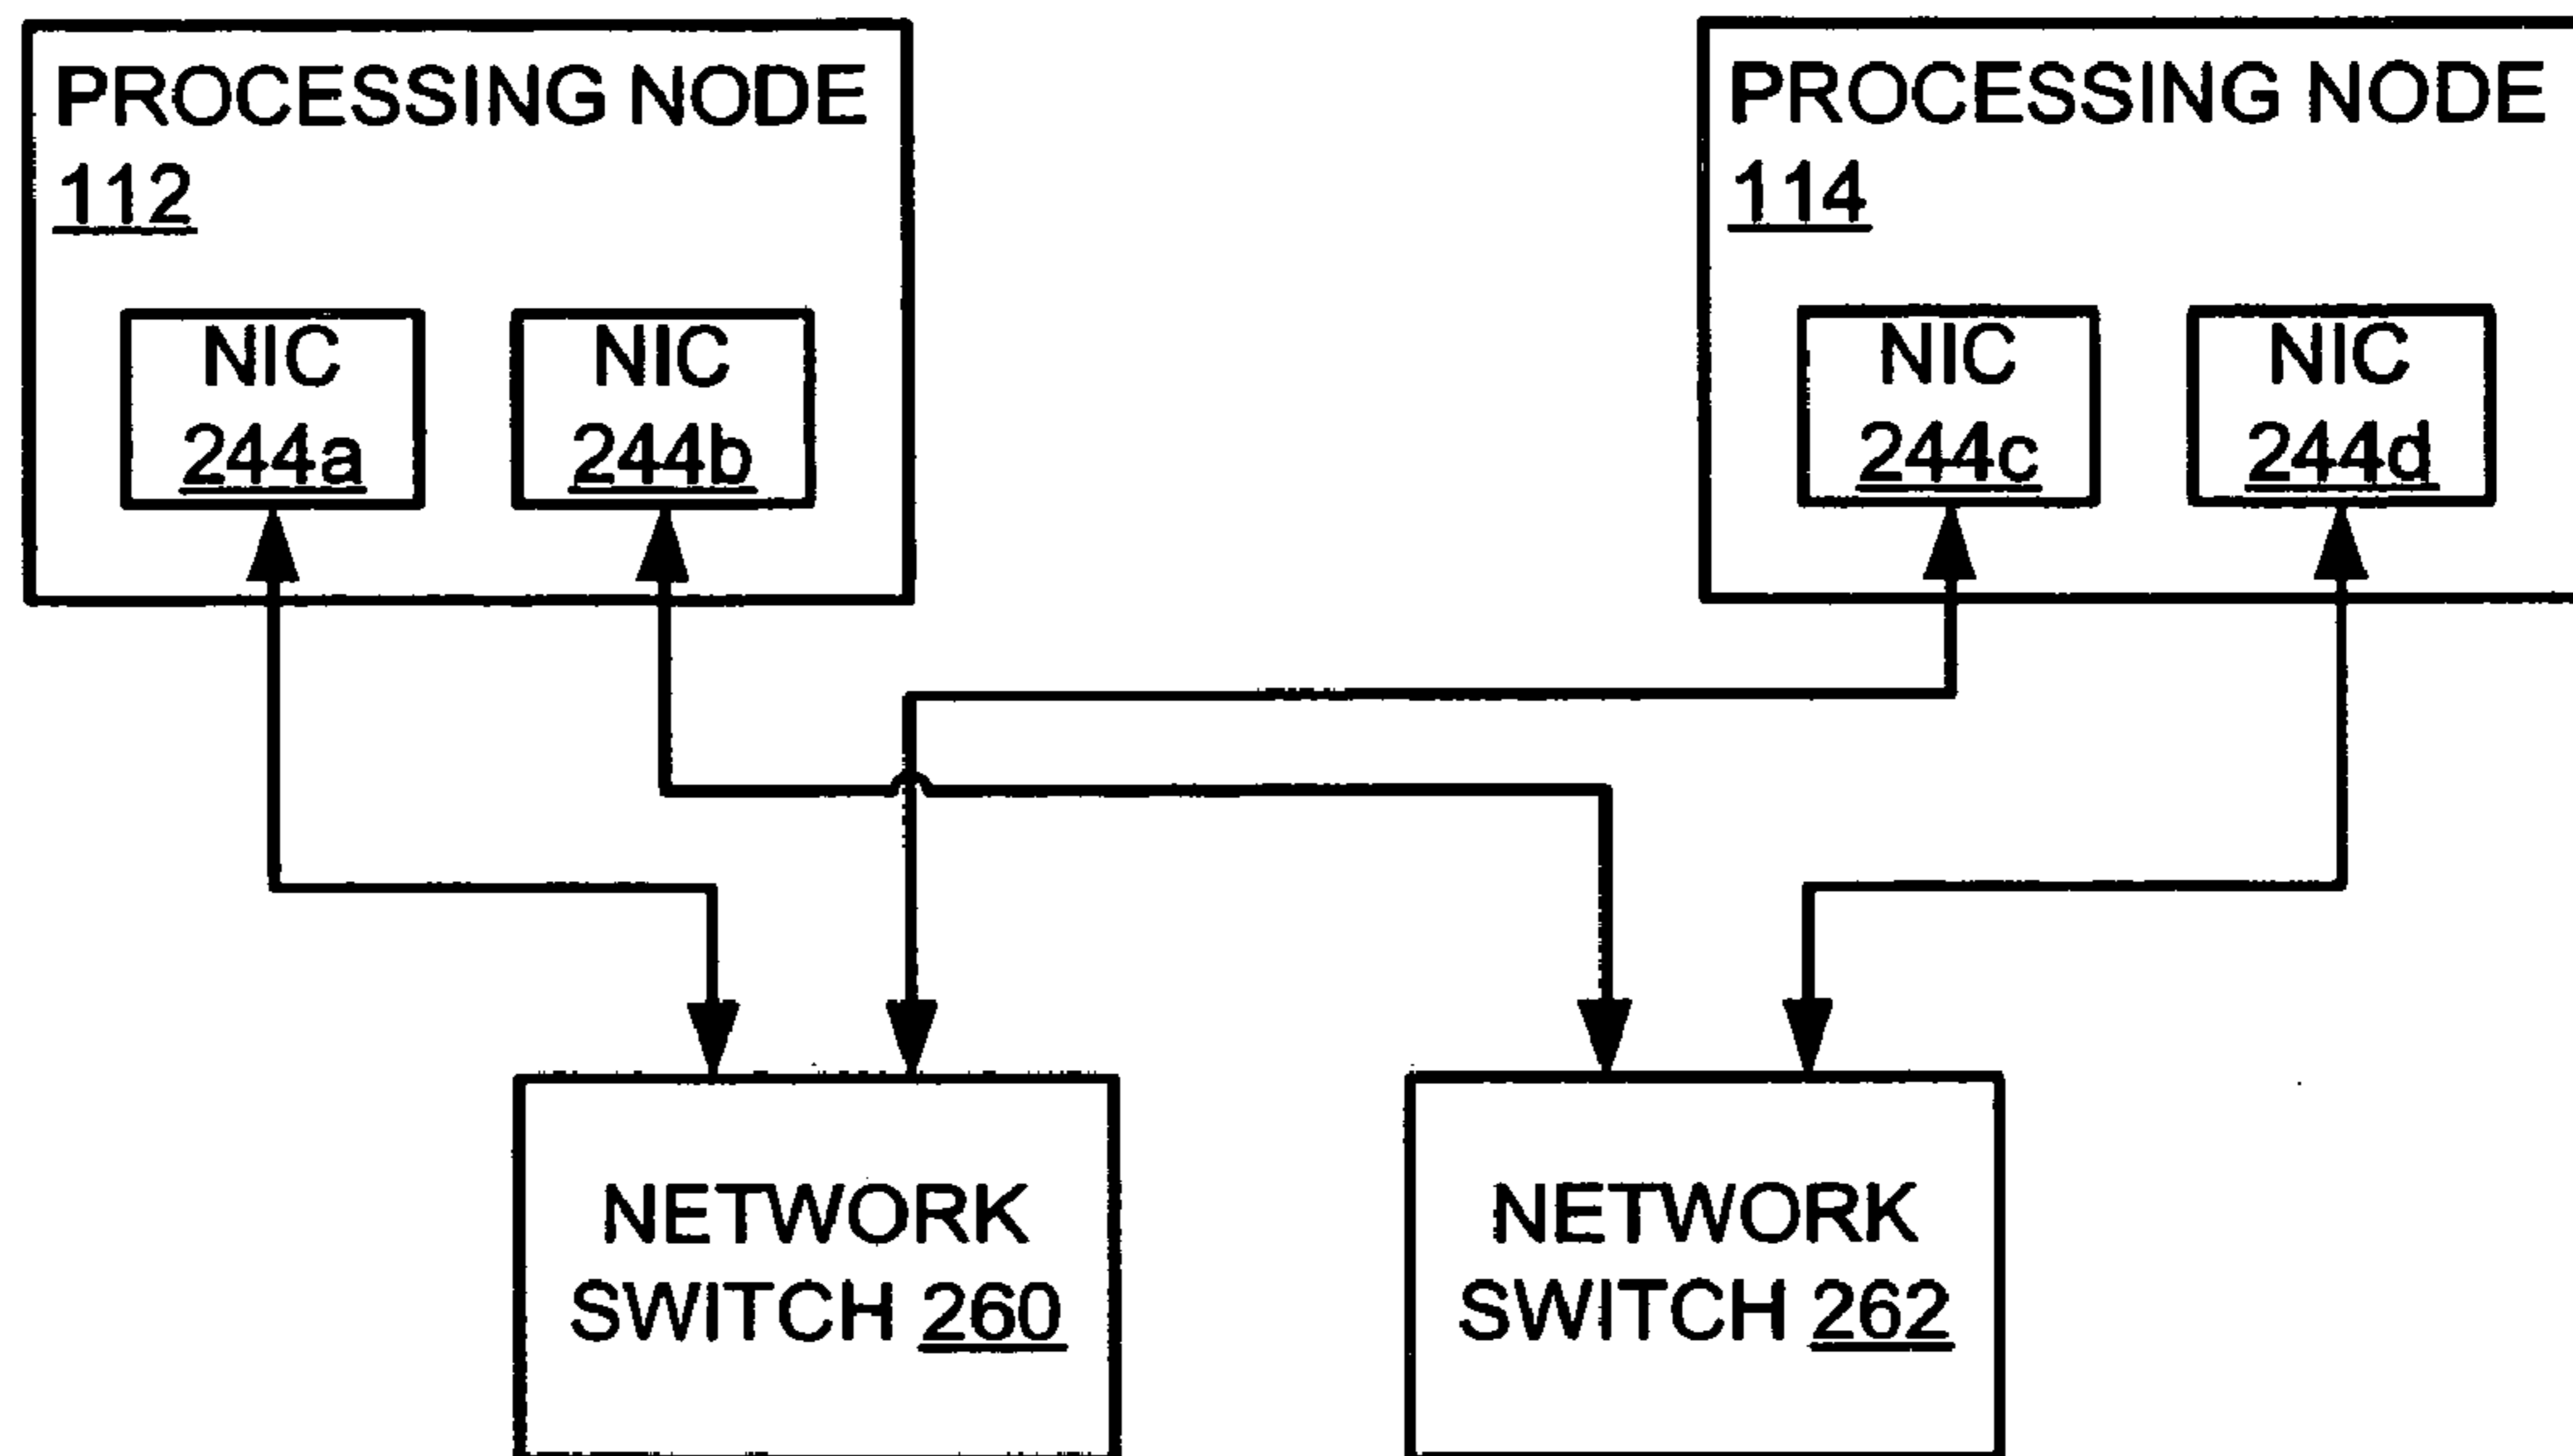 PROCESSING NODE
112
NIC
244a
NIC
244b
PROCESSING NODE
114
NIC
244c
NIC
244d
NETWORK
SWITCH 260
NETWORK
SWITCH 262